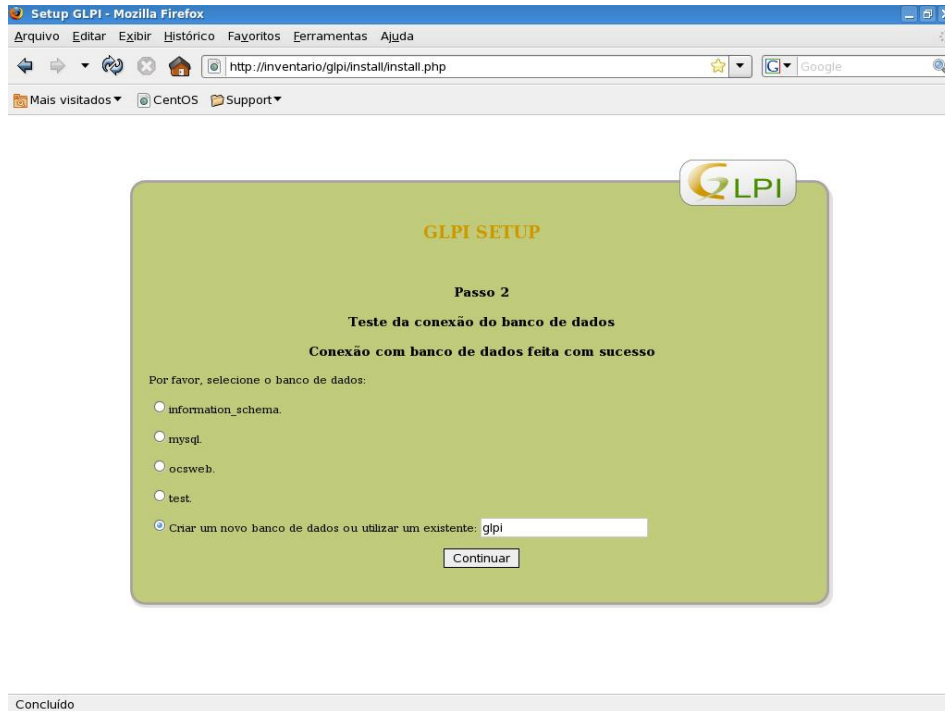 Setup GLPI - Mozilla Firefox
Arquivo Editar Exibir Histórico Favoritos Ferramentas Ajuda
http://inventario/glpi/install/install.php
Google
Mais visitados CentOS Support
GLPI
GLPI SETUP
Passo 2
Teste da conexão do banco de dados
Conexão com banco de dados feita com sucesso
Por favor, selecione o banco de dados:
information_schema.
mysql.
ocsweb.
test.
Criar um novo banco de dados ou utilizar um existente: glpi
Continuar
Concluído